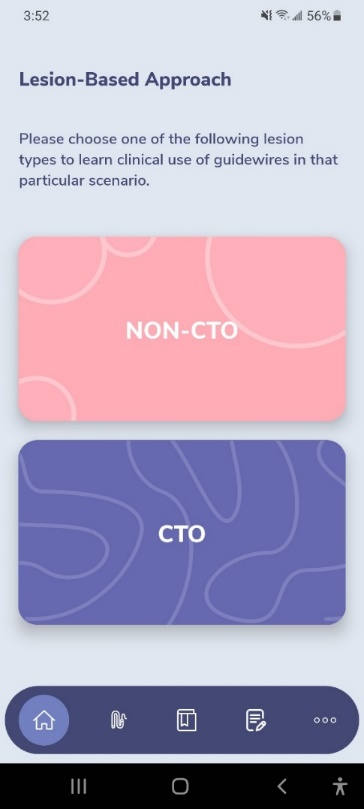 3:52 56%
Lesion-Based Approach
Please choose one of the following lesion
types to learn clinical use of guidewires in that
particular scenario.
NON-CTO
CTO